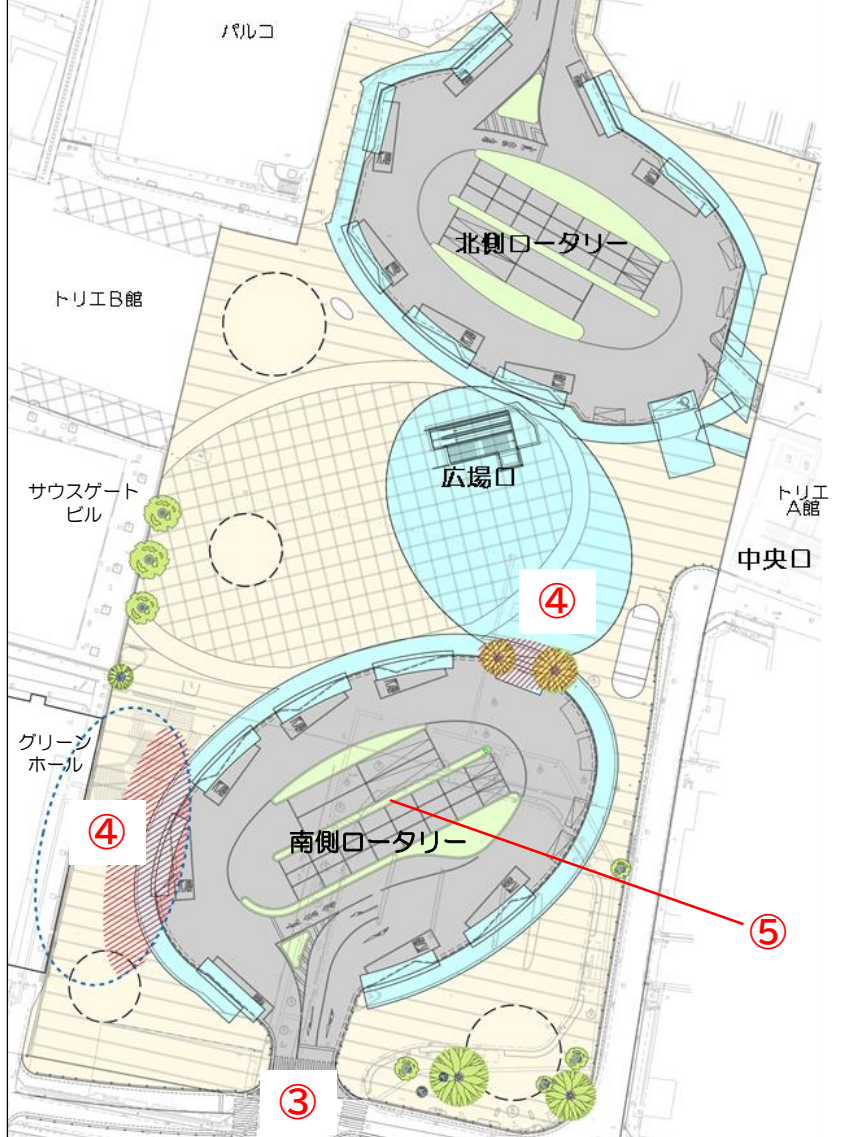 パルコ
北側ロータリー
トリエB館
広場口
サウスゲート
ビル
トリエ
A館
中央口
④
グリーン
ホール
④
南側ロータリー
⑤
③